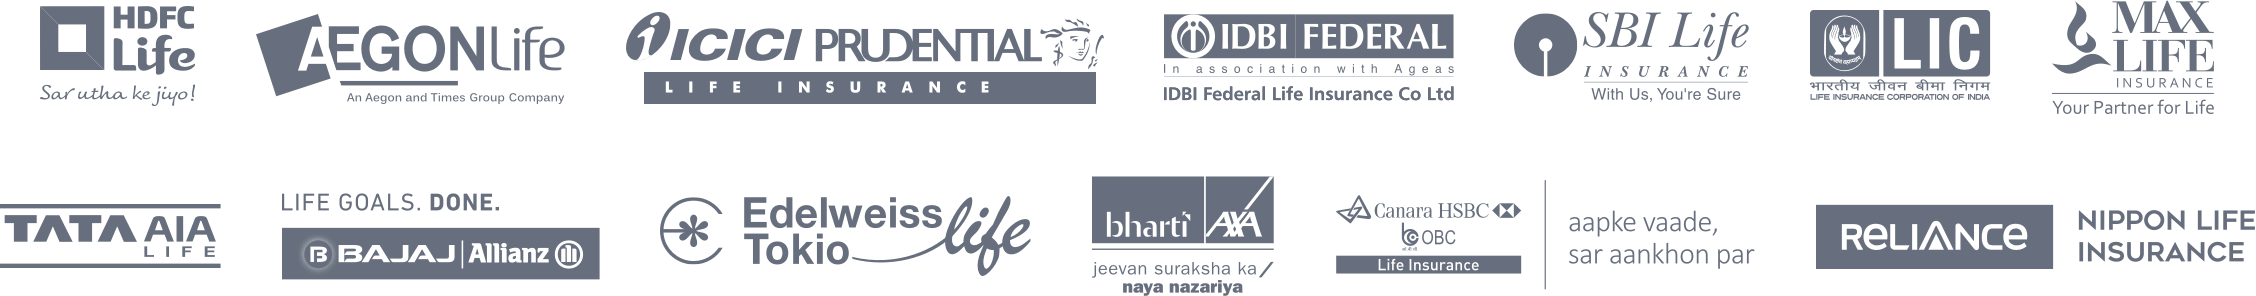 HDFC
Life
Sar utha ke jiyo!
AEGONLife
An Aegon and Times Group Company
ICICI PRUDENTIAL
LIFE INSURANCE
IDBI FEDERAL
In association with Ageas
IDBI Federal Life Insurance Co Ltd
SBI Life
INSURANCE
With Us, You're Sure
LIC
भारतीय जीवन बीमा निगम
LIFE INSURANCE CORPORATION OF INDIA
MAX
LIFE
INSURANCE
Your Partner for Life
TATA AIA
LIFE
LIFE GOALS. DONE.
B BAJAJ Allianz
Edelweiss
Tokio life
bharti AXA
jeevan suraksha ka
naya nazariya
Canara HSBC
OBC
Life Insurance
aapke vaade,
sar aankhon par
RELIANCE
NIPPON LIFE
INSURANCE